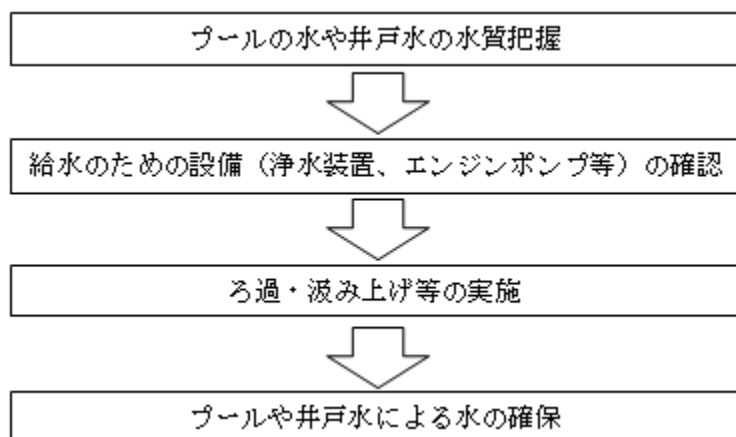 プールの水や井戸水の水質把握
給水のための設備（浄水装置、エンジンポンプ等）の確認
ろ過・汲み上げ等の実施
プールや井戸水による水の確保